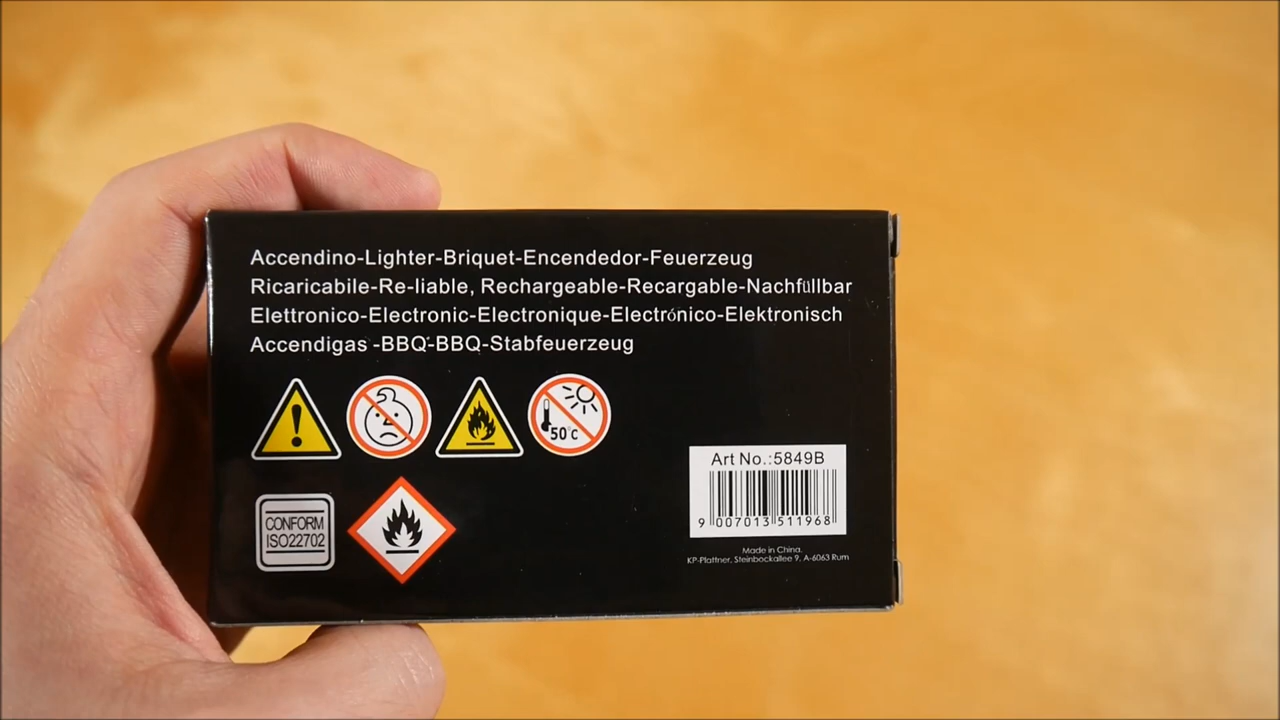 Accendino-Lighter-Briquet-Encendedor-Feuerzeug
Ricaricabile-Re-liable, Rechargeable-Recargable-Nachfüllbar
Elettronico-Electronic-Electronique-Electrónico-Elektronisch
Accendigas -BBQ-BBQ-Stabfeuerzeug
50°C
CONFORM
ISO22702
Art No.:5849B
9 007013 511968
Made in China.
KP-Plattner, Steinbockallee 9, A-6063 Rum